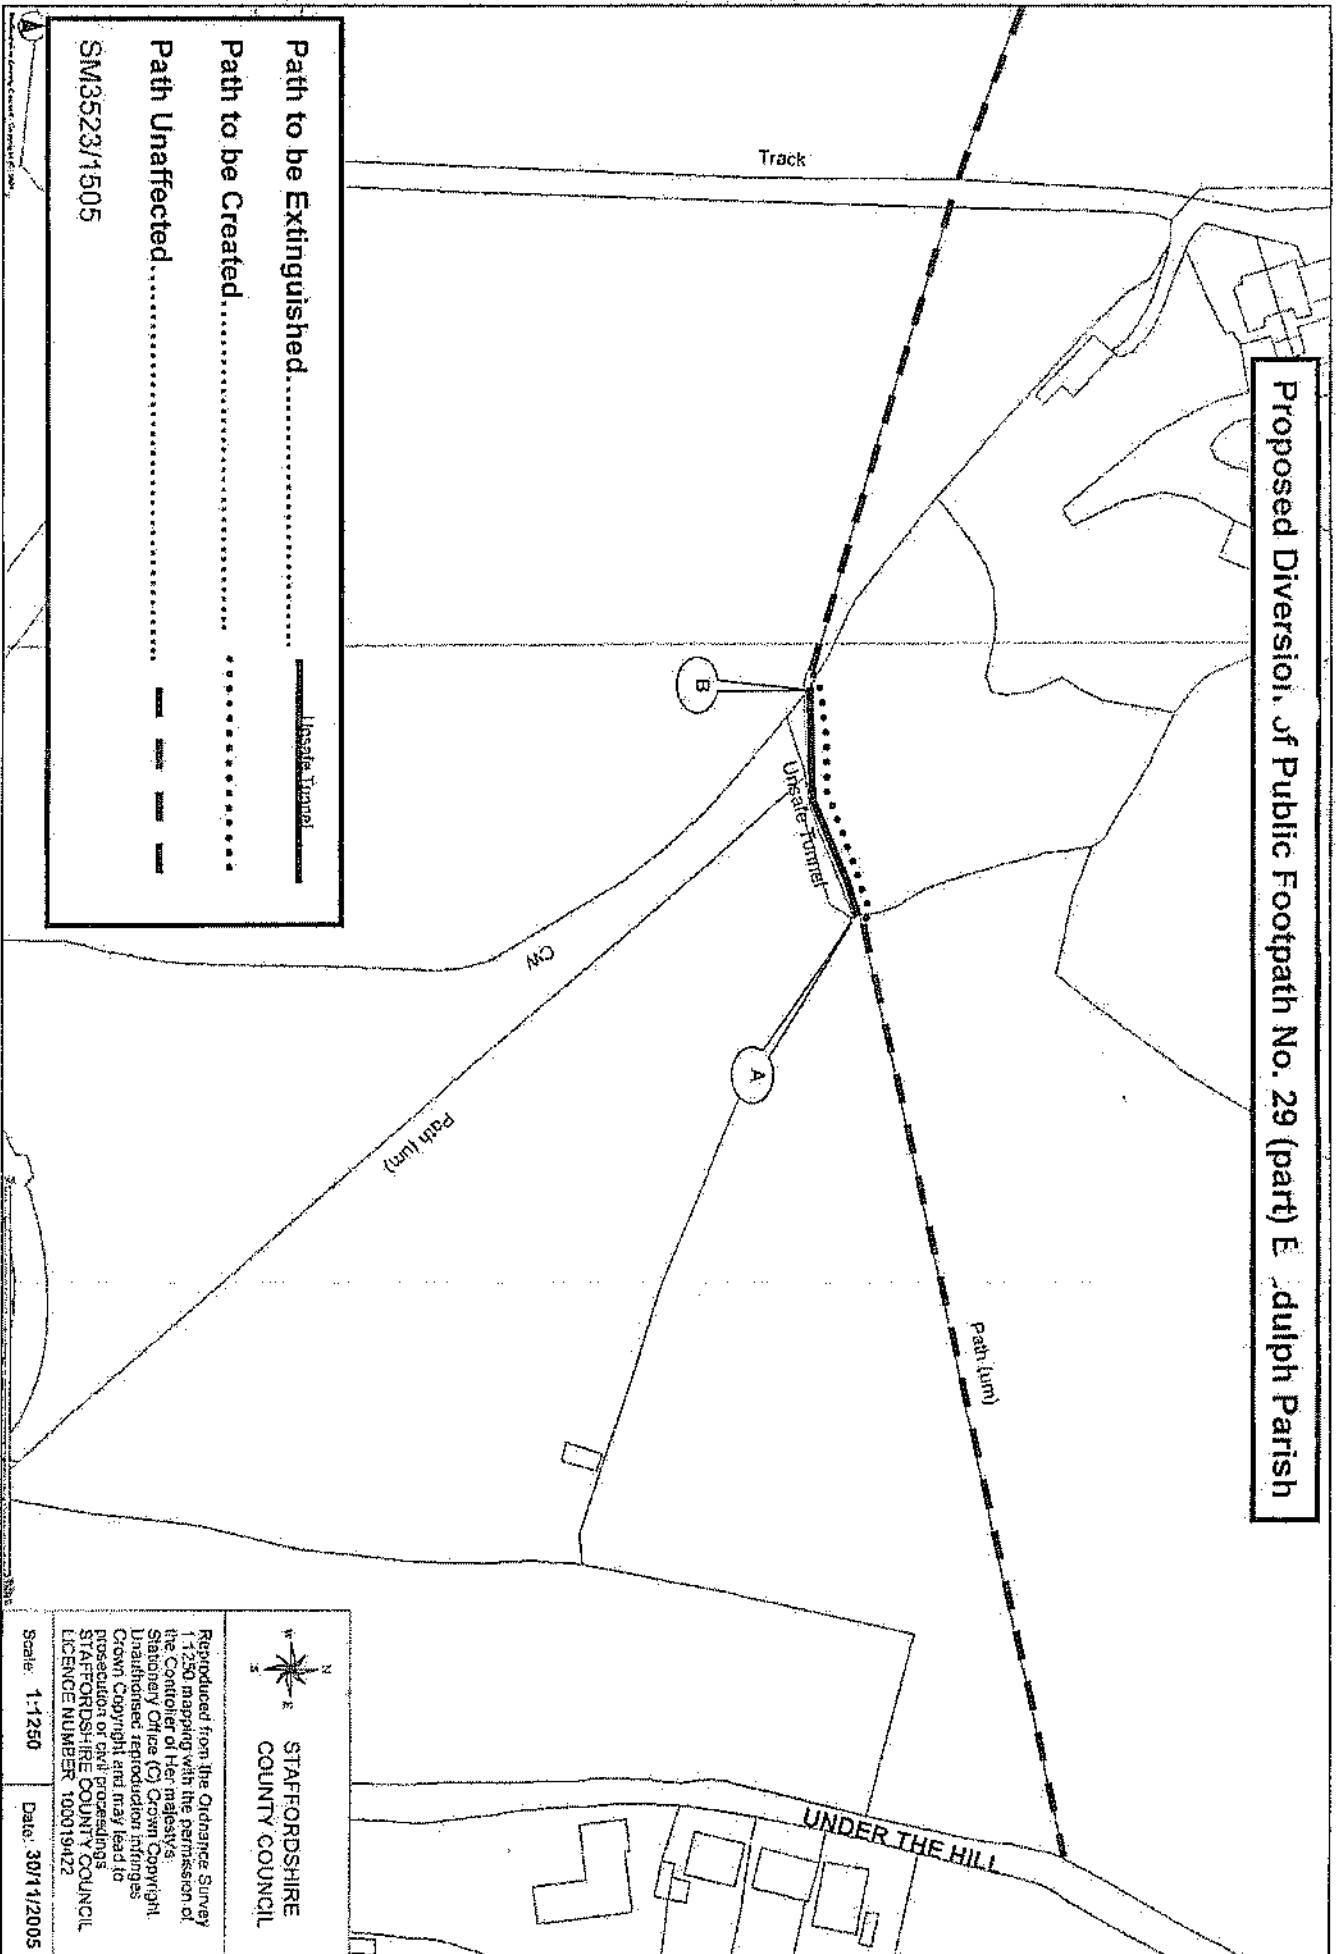 Proposed Diversion of Public Footpath No. 29 (part) dulph Parish
Track
B
Unsafe Tunnel
A
CW
Path (um)
Path (um)
UNDER THE HILL
Path to be Extinguished
Unsafe Tunnel
Path to be Created
Path Unaffected
SM3523/1505
A
N
W
E
S
STAFFORDSHIRE
COUNTY COUNCIL
Reproduced from the Ordnance Survey
1:1250 mapping with the permission of
the Controller of Her majesty's
Stationery Office (C) Crown Copyright.
Unauthorised reproduction infringes
Crown Copyright and may lead to
prosecution or civil proceedings
STAFFORDSHIRE COUNTY COUNCIL
LICENCE NUMBER 100019422
Scale: 1:1250
Date: 30/11/2005